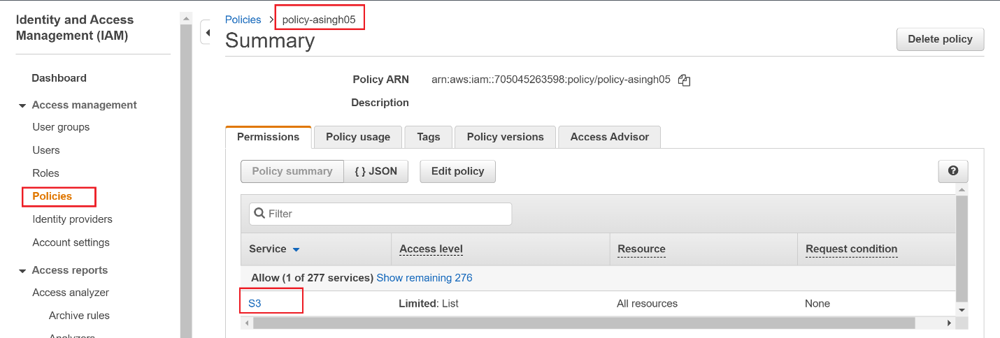 Identity and Access
Management (IAM)
Dashboard
Access management
User groups
Users
Roles
Policies
Identity providers
Account settings
Access reports
Access analyzer
Archive rules
Analyzers
Policies > policy-asingh05
Summary
Delete policy
Policy ARN arn:aws:iam::705045263598:policy/policy-asingh05
Description
Permissions Policy usage Tags Policy versions Access Advisor
Policy summary { } JSON Edit policy ?
Filter
Service Access level Resource Request condition
Allow (1 of 277 services) Show remaining 276
S3 Limited: List All resources None